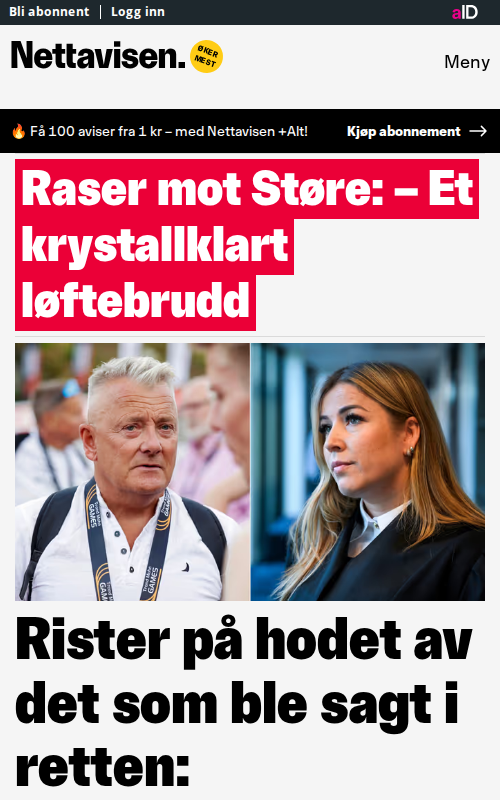 Bli abonnent | Logg inn
aID
Nettavisen.
ØKER
MEST
Meny
🔥 Få 100 aviser fra 1 kr – med Nettavisen +Alt!
Kjøp abonnement →
Raser mot Støre: – Et
krystallklart
løftebrudd
GAMES
GAMES
Rister på hodet av
det som ble sagt i
retten: